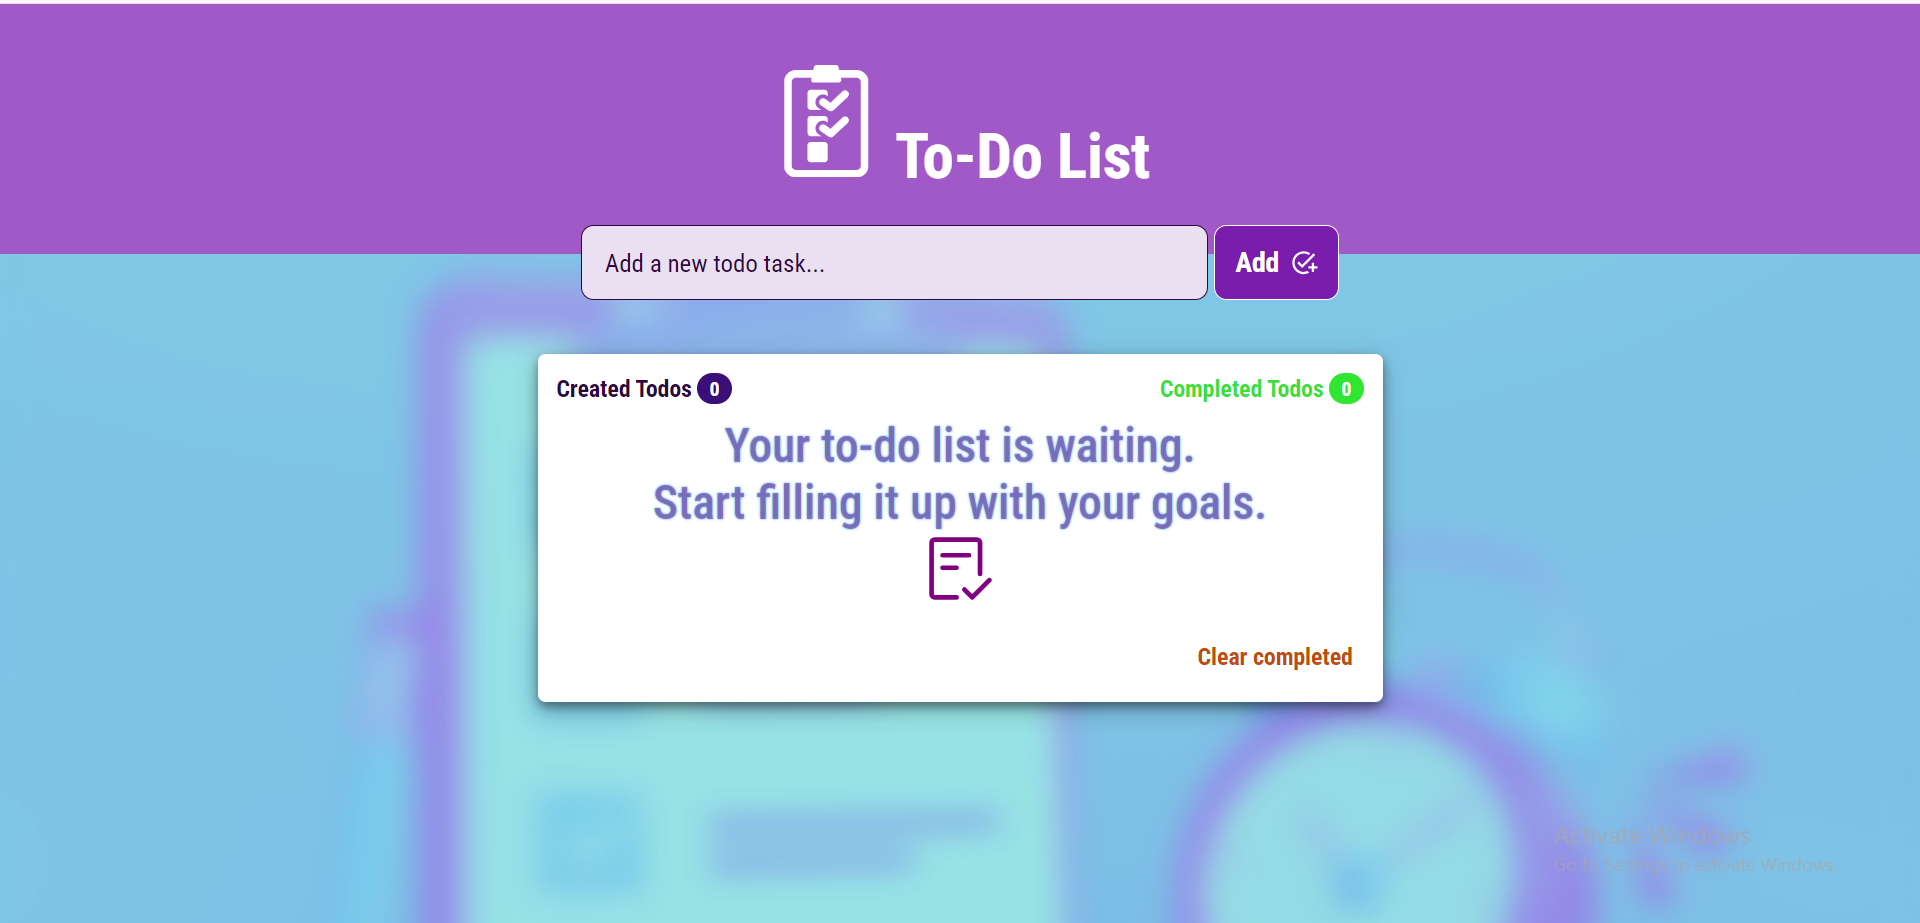 To-Do List
Add a new todo task...
Add
Created Todos 0
Completed Todos 0
Your to-do list is waiting.
Start filling it up with your goals.
Clear completed
Activate Windows
Go to Settings to activate Windows.